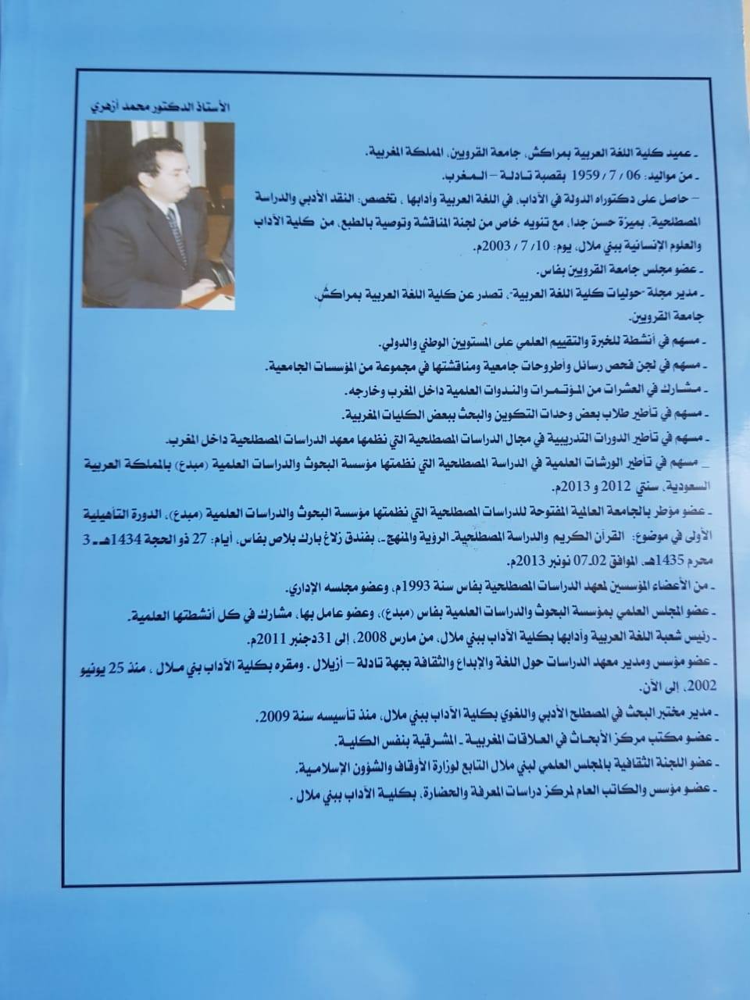 الأستاذ الدكتور محمد أزهري
ـ عميد كلية اللغة العربية بمراكش، جامعة القرويين، المملكة المغربية.
ـ من مواليد: 06 / 7 / 1959 بقصبة تادلة – المغرب.
– حاصل على دكتوراه الدولة في الآداب، في اللغة العربية وآدابها ، تخصص: النقد الأدبي والدراسة
المصطلحية، بميزة حسن جدا، مع تنويه خاص من لجنة المناقشة وتوصية بالطبع، من كلية الآداب
والعلوم الإنسانية ببني ملال، يوم: 10 / 7 / 2003م.
ـ عضو مجلس جامعة القرويين بفاس.
ـ مدير مجلة "حوليات كلية اللغة العربية"، تصدر عن كلية اللغة العربية بمراكش،
جامعة القرويين.
ـ مسهم في أنشطة للخبرة والتقييم العلمي على المستويين الوطني والدولي.
ـ مسهم في لجن فحص رسائل وأطروحات جامعية ومناقشتها في مجموعة من المؤسسات الجامعية.
ـ مشارك في العشرات من المؤتمرات والندوات العلمية داخل المغرب وخارجه.
ـ مسهم في تأطير طلاب بعض وحدات التكوين والبحث ببعض الكليات المغربية.
ـ مسهم في تأطير الدورات التدريبية في مجال الدراسات المصطلحية التي نظمها معهد الدراسات المصطلحية داخل المغرب.
_ مسهم في تأطير الورشات العلمية في الدراسة المصطلحية التي نظمتها مؤسسة البحوث والدراسات العلمية (مبدع) بالمملكة العربية
السعودية، سنتي 2012 و 2013م.
ـ عضو مؤطر بالجامعة العالمية المفتوحة للدراسات المصطلحية التي نظمتها مؤسسة البحوث والدراسات العلمية (مبدع)، الدورة التأهيلية
الأولى في موضوع: القرآن الكريم والدراسة المصطلحيةـ الرؤية والمنهج ـ، بفندق زلاغ بارك بلاص بفاس، أيام: 27 ذو الحجة 1434هـ ـ 3
محرم 1435هـ، الموافق 02ـ07 نونبر 2013م.
ـ من الأعضاء المؤسسين لمعهد الدراسات المصطلحية بفاس سنة 1993م، وعضو مجلسه الإداري.
ـ عضو المجلس العلمي بمؤسسة البحوث والدراسات العلمية بفاس (مبدع)، وعضو عامل بها، مشارك في كل أنشطتها العلمية.
ـ رئيس شعبة اللغة العربية وآدابها بكلية الآداب ببني ملال، من مارس 2008، إلى 31دجنبر 2011م.
ـ عضو مؤسس ومدير معهد الدراسات حول اللغة والإبداع والثقافة بجهة تادلة – أزيلال . ومقره بكلية الآداب بني ملال ، منذ 25 يونيو
2002، إلى الآن.
ـ مدير مختبر البحث في المصطلح الأدبي واللغوي بكلية الآداب ببني ملال، منذ تأسيسه سنة 2009.
ـ عضو مكتب مركز الأبحاث في العلاقات المغربية ـ المشرقية بنفس الكلية.
ـ عضو اللجنة الثقافية بالمجلس العلمي لبني ملال التابع لوزارة الأوقاف والشؤون الإسلامية.
ـ عضو مؤسس والكاتب العام لمركز دراسات المعرفة والحضارة، بكلية الآداب ببني ملال .